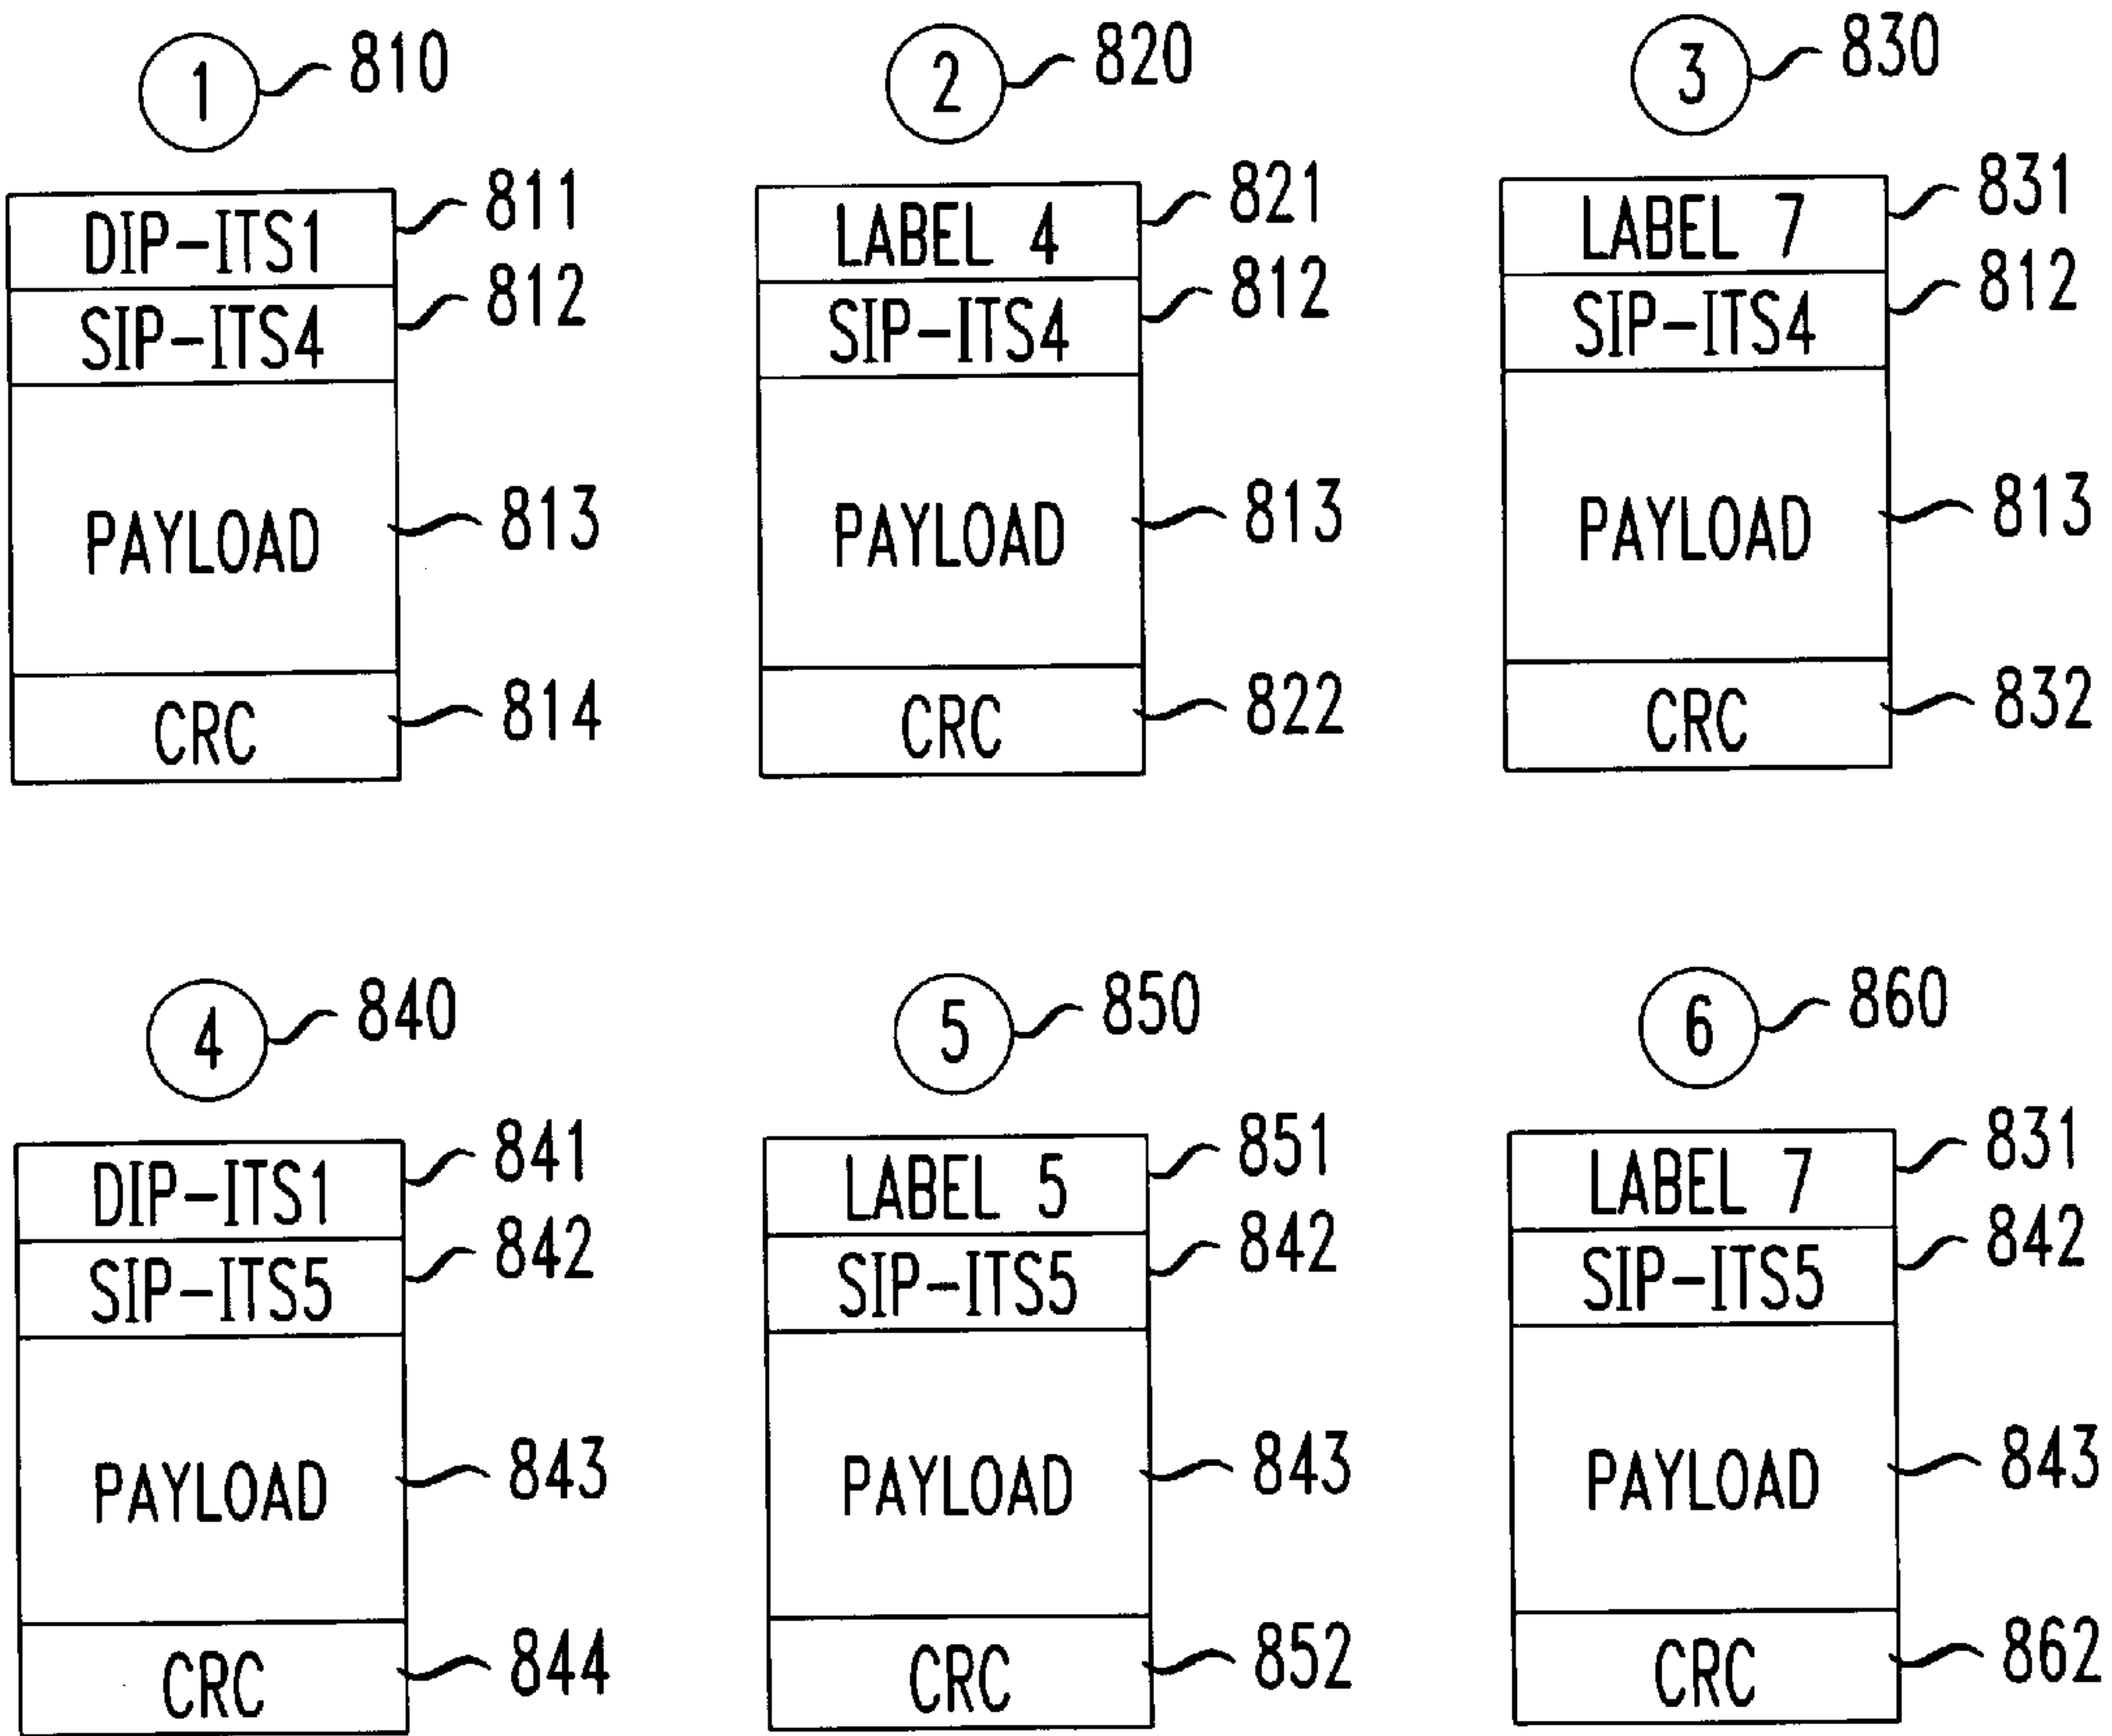 1 810
DIP-ITS1 811
SIP-ITS4 812
PAYLOAD 813
CRC 814
2 820
LABEL 4 821
SIP-ITS4 812
PAYLOAD 813
CRC 822
3 830
LABEL 7 831
SIP-ITS4 812
PAYLOAD 813
CRC 832
4 840
DIP-ITS1 841
SIP-ITS5 842
PAYLOAD 843
CRC 844
5 850
LABEL 5 851
SIP-ITS5 842
PAYLOAD 843
CRC 852
6 860
LABEL 7 831
SIP-ITS5 842
PAYLOAD 843
CRC 862